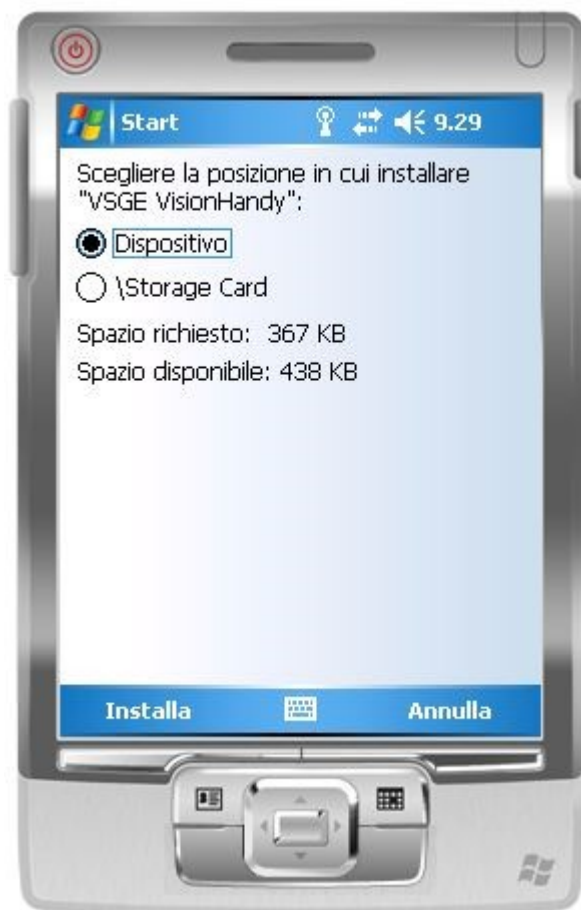 Start 9.29
Scegliere la posizione in cui installare
"VSGE VisionHandy":
Dispositivo
\Storage Card
Spazio richiesto: 367 KB
Spazio disponibile: 438 KB
Installa Annulla